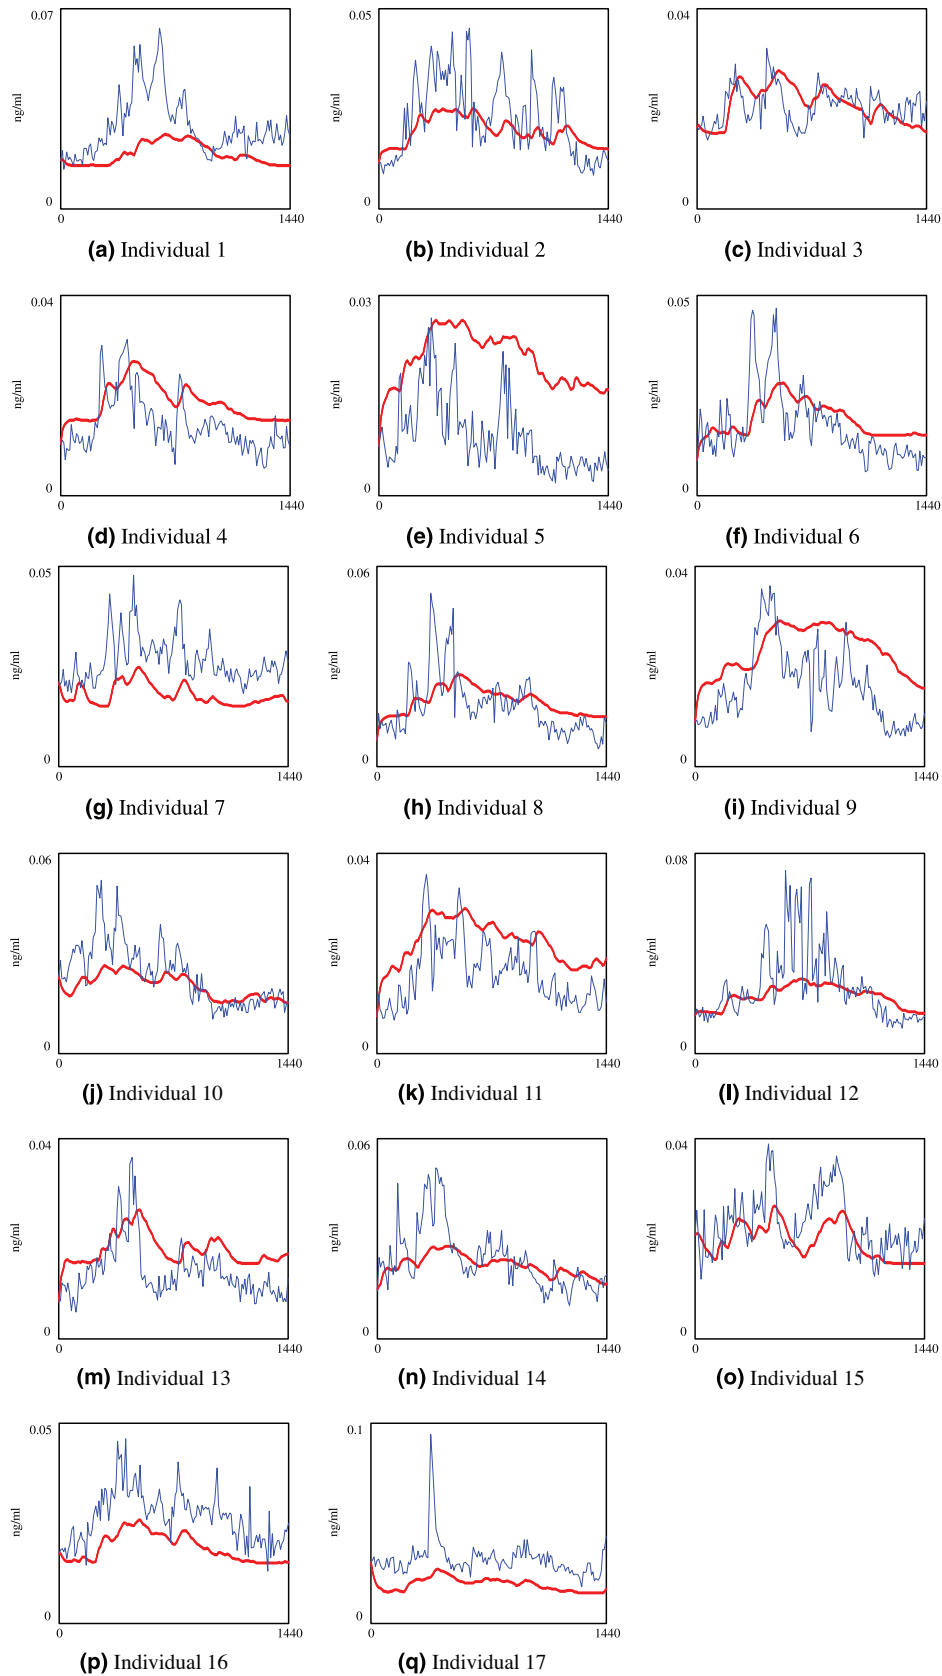 0.07 0.05 0.04
ng/ml ng/ml ng/ml
0 0 0
0 1440 0 1440 0 1440
(a) Individual 1 (b) Individual 2 (c) Individual 3
0.04 0.03 0.05
ng/ml ng/ml ng/ml
0 0 0
0 1440 0 1440 0 1440
(d) Individual 4 (e) Individual 5 (f) Individual 6
0.05 0.06 0.04
ng/ml ng/ml ng/ml
0 0 0
0 1440 0 1440 0 1440
(g) Individual 7 (h) Individual 8 (i) Individual 9
0.06 0.04 0.08
ng/ml ng/ml ng/ml
0 0 0
0 1440 0 1440 0 1440
(j) Individual 10 (k) Individual 11 (l) Individual 12
0.04 0.06 0.04
ng/ml ng/ml ng/ml
0 0 0
0 1440 0 1440 0 1440
(m) Individual 13 (n) Individual 14 (o) Individual 15
0.05 0.1
ng/ml ng/ml
0 0
0 1440 0 1440
(p) Individual 16 (q) Individual 17